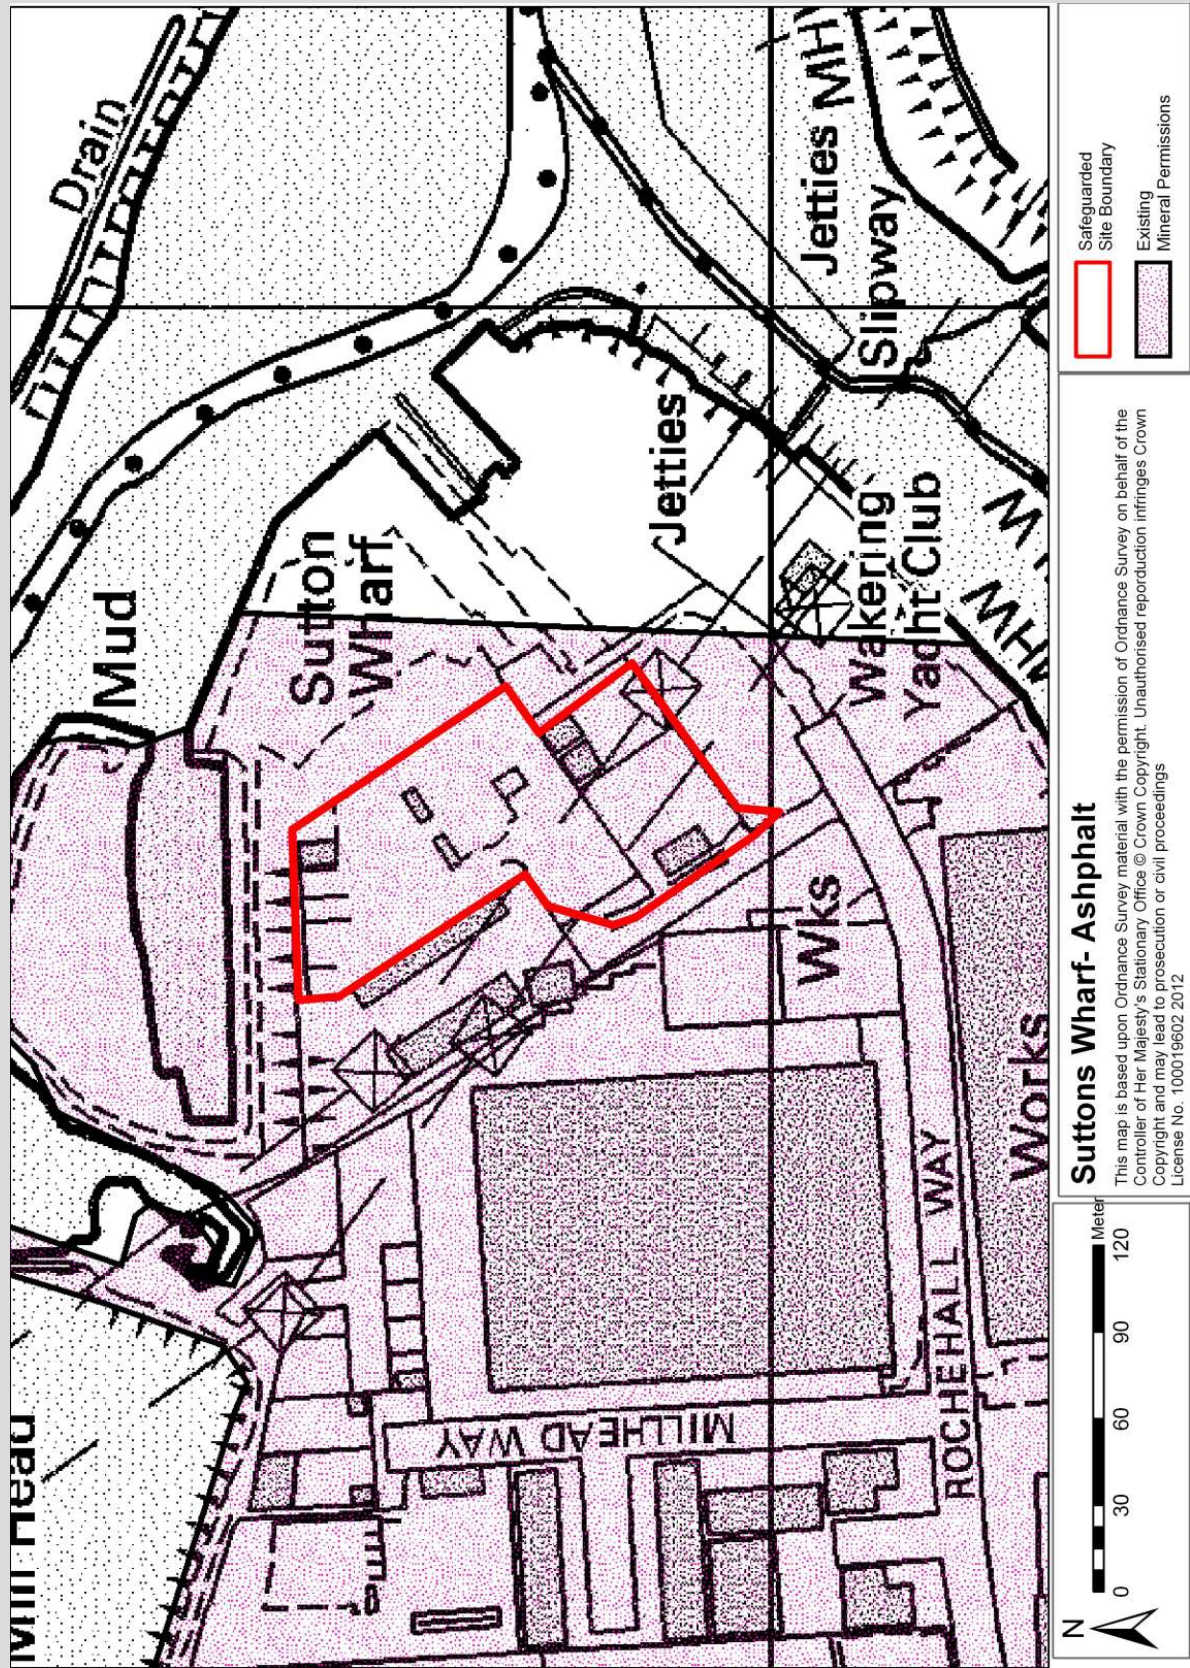 Drain
Mud
Sutton
Wharf
Jetties
Jetties
Slipway
Wakering
Yacht Club
MHW
Wks
Works
MILLHEAD WAY
ROCHEHALL WAY
Mill Head
N
0 30 60 90 120
Meter
Suttons Wharf- Ashphalt
This map is based upon Ordnance Survey material with the permission of Ordnance Survey on behalf of the
Controller of Her Majesty's Stationary Office © Crown Copyright. Unauthorised reproduction infringes Crown
Copyright and may lead to prosecution or civil proceedings
License No. 100019602 2012
Safeguarded
Site Boundary
Existing
Mineral Permissions